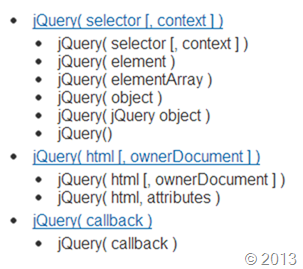 jQuery( selector [, context ] )
jQuery( selector [, context ] )
jQuery( element )
jQuery( elementArray )
jQuery( object )
jQuery( jQuery object )
jQuery()
jQuery( html [, ownerDocument ] )
jQuery( html [, ownerDocument ] )
jQuery( html, attributes )
jQuery( callback )
jQuery( callback )
© 2013